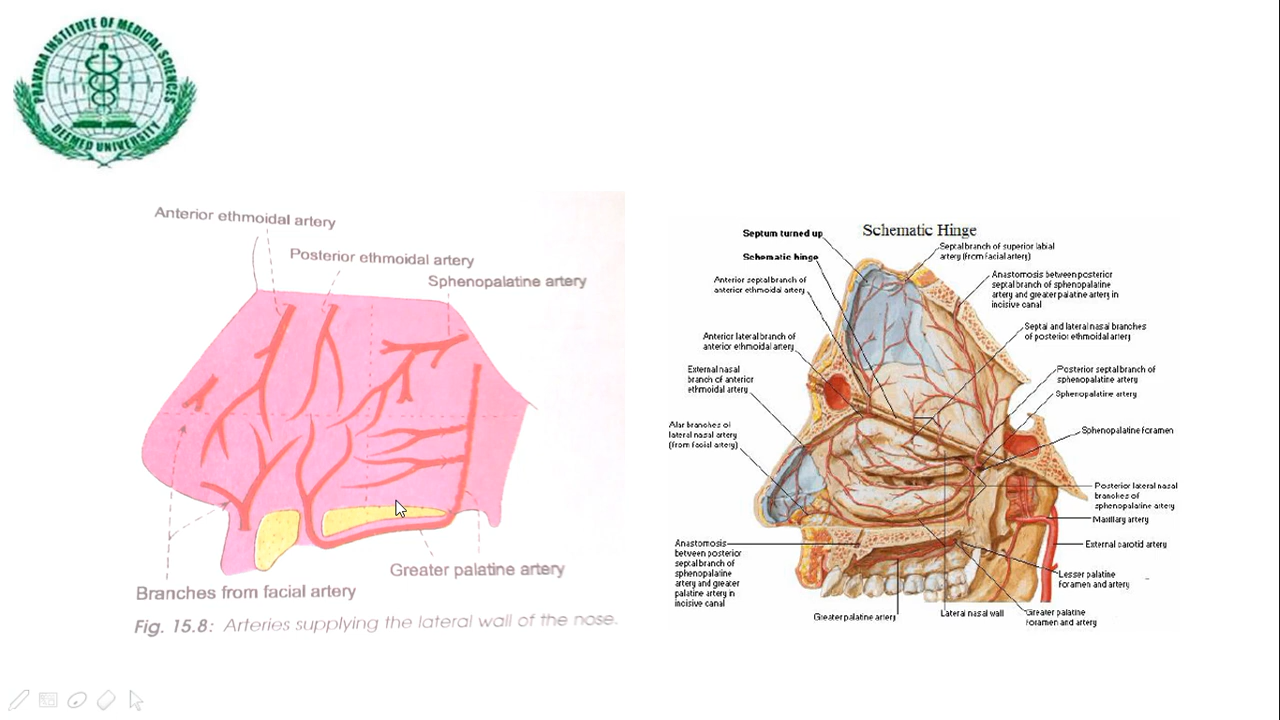 PRAVARA INSTITUTE OF MEDICAL SCIENCES
DEEMED UNIVERSITY
Anterior ethmoidal artery
Posterior ethmoidal artery
Sphenopalatine artery
Greater palatine artery
Branches from facial artery
Fig. 15.8: Arteries supplying the lateral wall of the nose.
Schematic Hinge
Septum turned up
Schematic hinge
Anterior septal branch of
anterior ethmoidal artery
Anterior lateral branch of
anterior ethmoidal artery
External nasal
branch of anterior
ethmoidal artery
Alar branches of
lateral nasal artery
(from facial artery)
Anastomosis
between posterior
septal branch of
sphenopalatine
artery and greater
palatine artery in
incisive canal
Septal branch of superior labial
artery (from facial artery)
Anastomosis between posterior
septal branch of sphenopalatine
artery and greater palatine artery in
incisive canal
Septal and lateral nasal branches
of posterior ethmoidal artery
Posterior septal branch of
sphenopalatine artery
Sphenopalatine artery
Sphenopalatine foramen
Posterior lateral nasal
branches of
sphenopalatine artery
Maxillary artery
External carotid artery
Lesser palatine
foramen and artery
Greater palatine
foramen and artery
Lateral nasal wall
Greater palatine artery